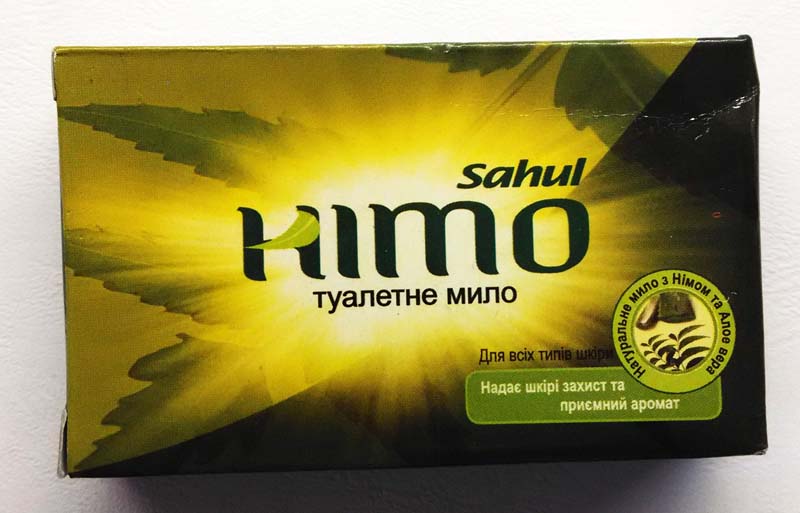 Sahul
Німо
туалетне мило
Для всіх типів шкіри
Натуральне мило з Німом та Алое вера
Надає шкірі захист та
приємний аромат